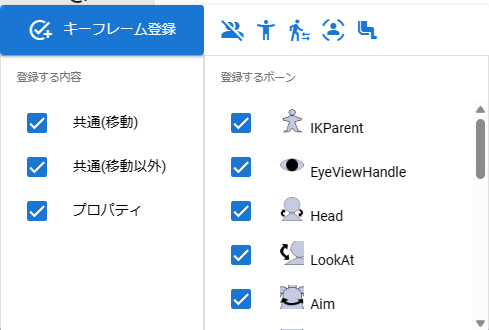 キーフレーム登録
登録する内容
共通(移動)
共通(移動以外)
プロパティ
登録するボーン
IKParent
EyeViewHandle
Head
LookAt
Aim